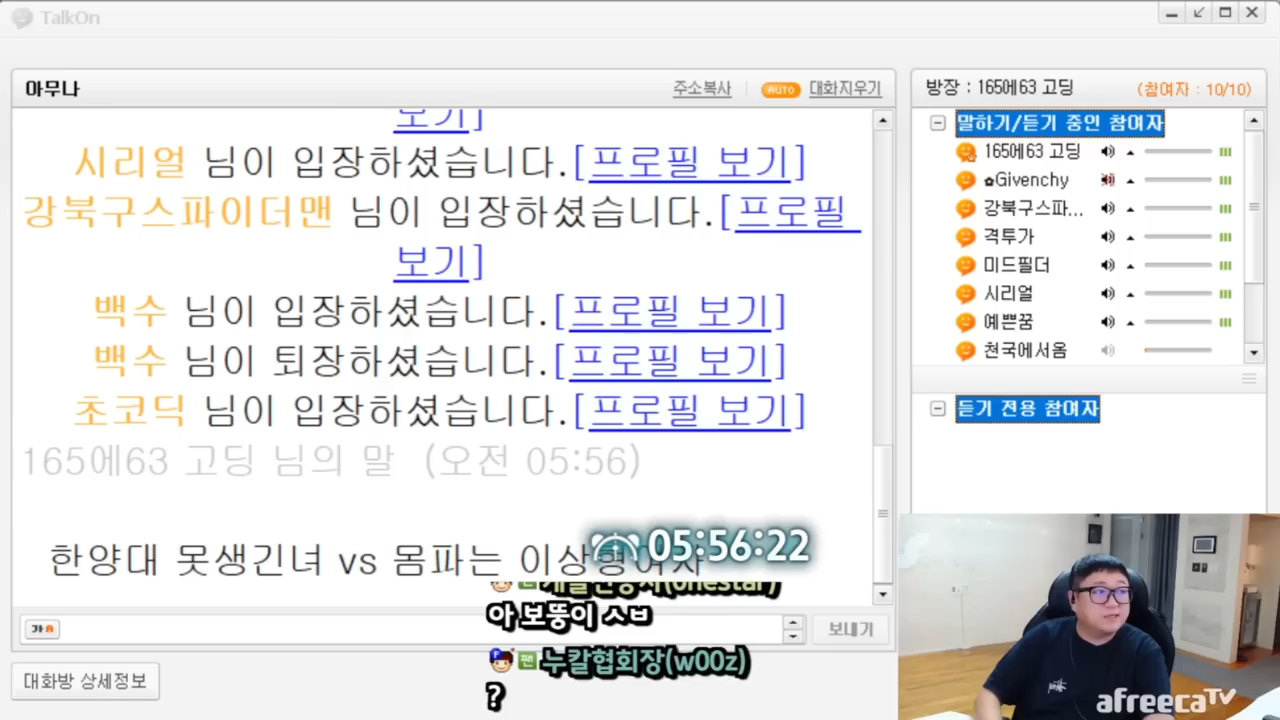 TalkOn
아무나
주소복사
AUTO
대화지우기
보기]
시리얼 님이 입장하셨습니다.[프로필 보기]
강북구스파이더맨 님이 입장하셨습니다.[프로필
보기]
백수 님이 입장하셨습니다.[프로필 보기]
백수 님이 퇴장하셨습니다.[프로필 보기]
초코딕 님이 입장하셨습니다.[프로필 보기]
165에63 고딩 님의 말 (오전 05:56)
한양대 못생긴녀 vs 몸파는 이상형여자
05:56:22
(onestar)
아 보뚱이 ㅅㅂ
팬 누칼협회장(w00z)
?
가
보내기
대화방 상세정보
방장 : 165에63 고딩
(참여자 : 10/10)
말하기/듣기 중인 참여자
165에63 고딩
✿Givenchy
강북구스파...
격투가
미드필더
시리얼
예쁜꿈
천국에서옴
듣기 전용 참여자
afreecaTV